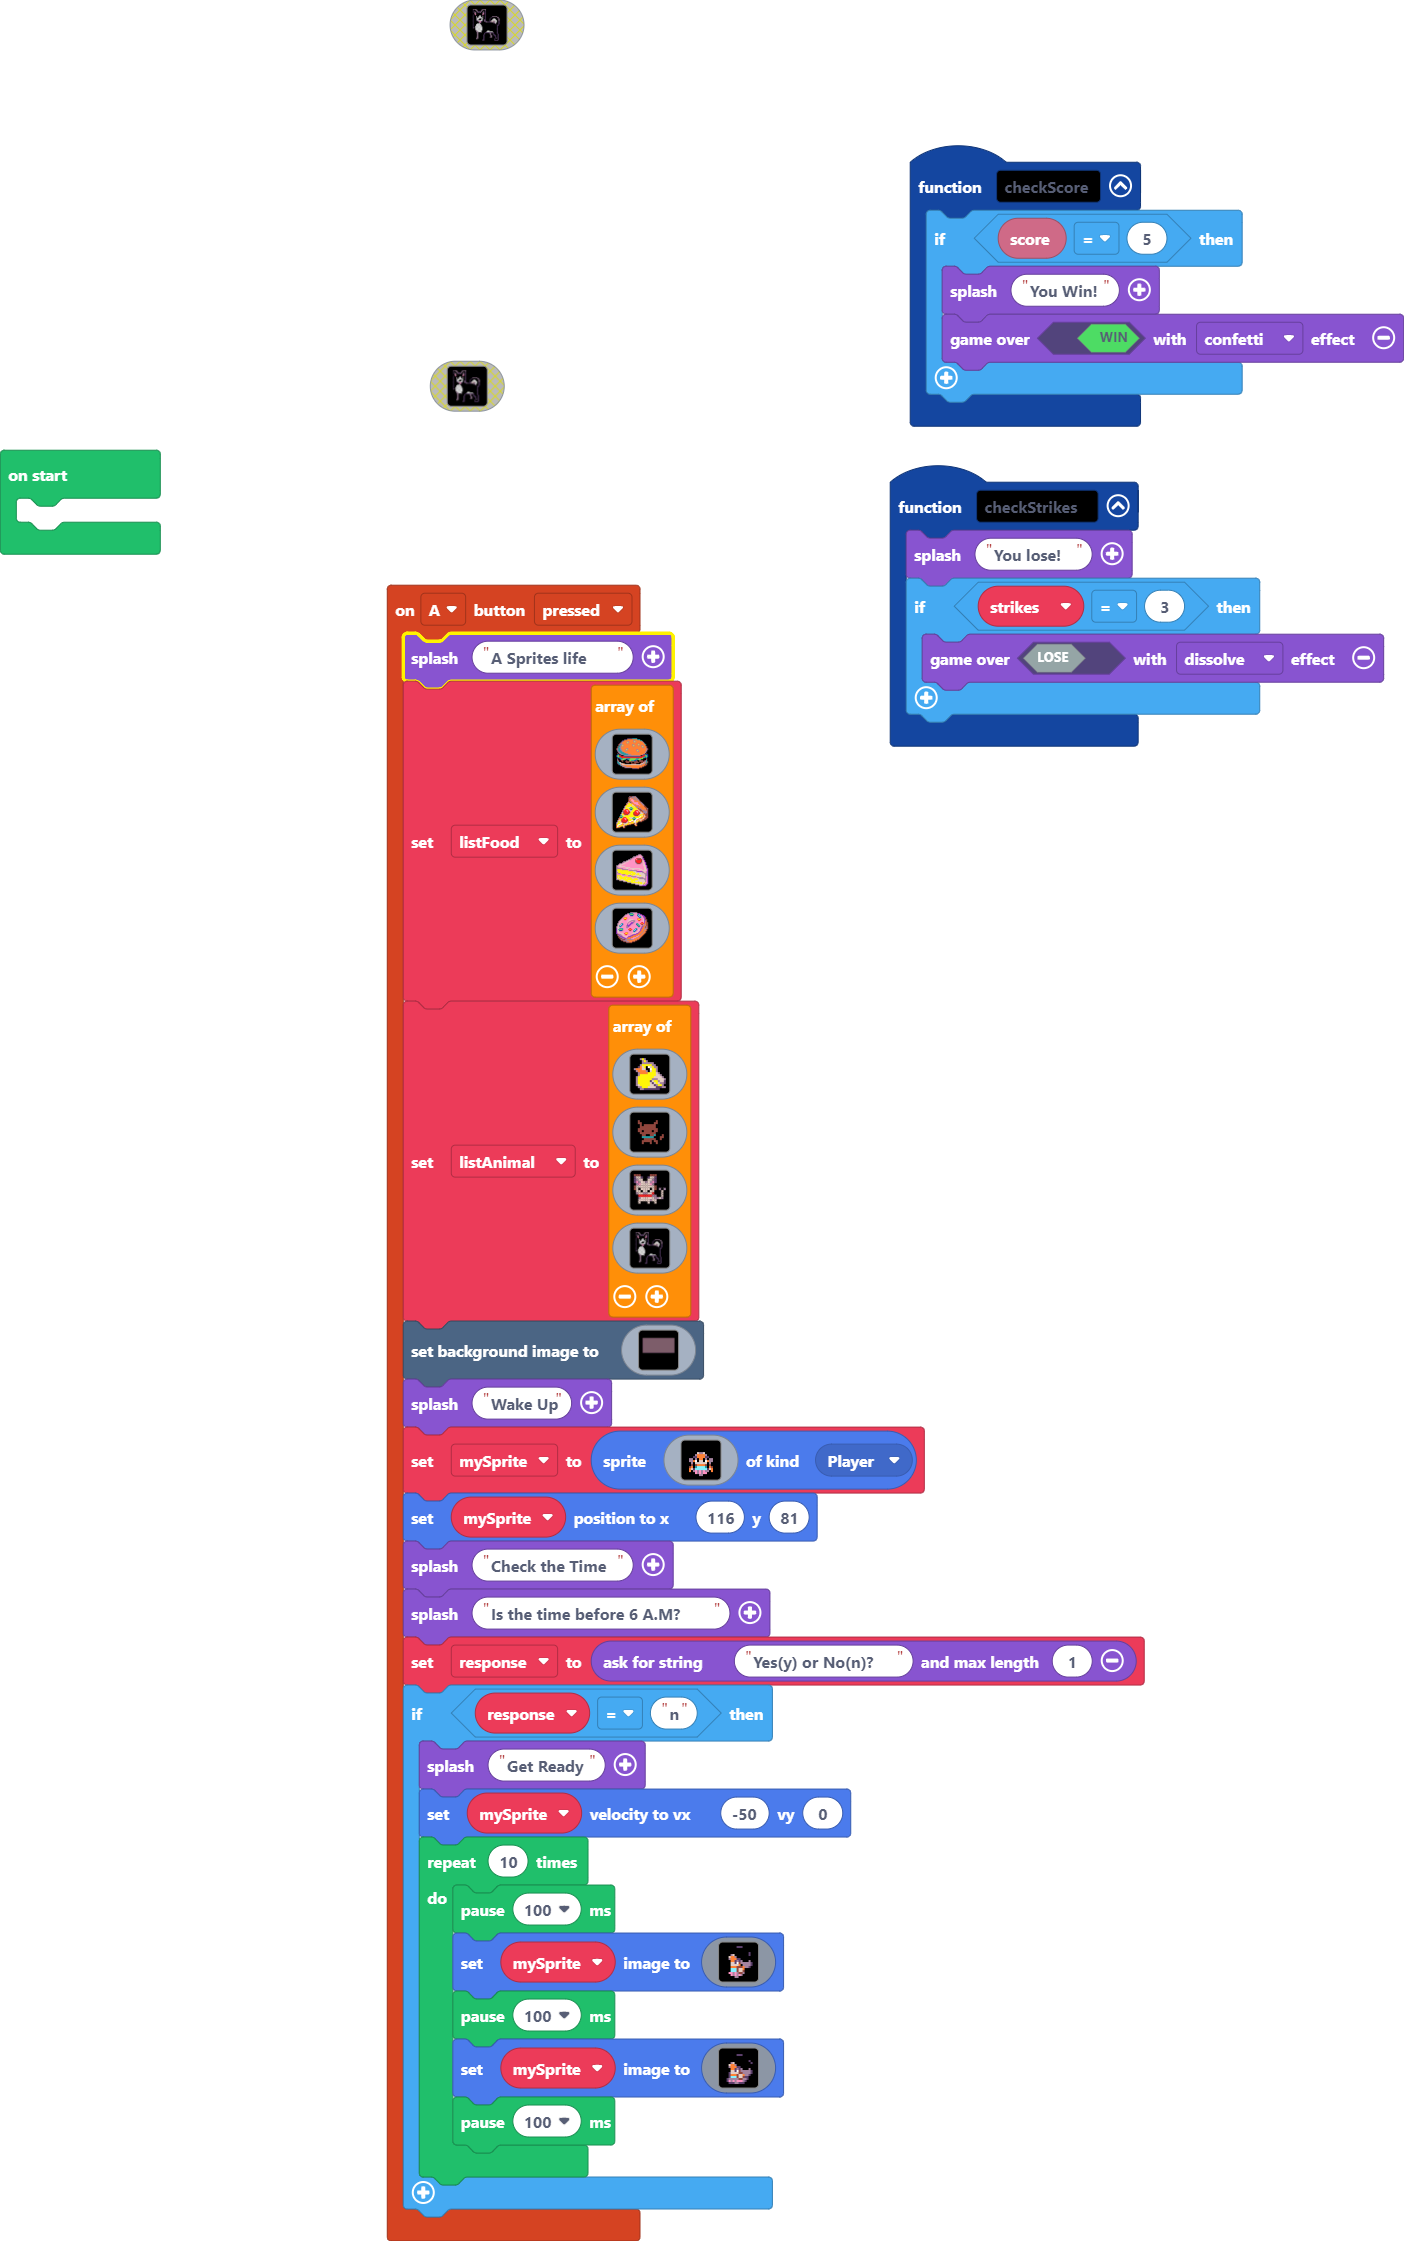 function checkScore
if score = 5 then
splash "You Win!"
game over WIN with confetti effect
on start
function checkStrikes
splash "You lose!"
if strikes = 3 then
game over LOSE with dissolve effect
on A button pressed
splash "A Sprites life"
set listFood to
array of
set listAnimal to
array of
set background image to
splash "Wake Up"
set mySprite to sprite of kind Player
set mySprite position to x 116 y 81
splash "Check the Time"
splash "Is the time before 6 A.M?"
set response to ask for string "Yes(y) or No(n)?" and max length 1
if response = "n" then
splash "Get Ready"
set mySprite velocity to vx -50 vy 0
repeat 10 times
do
pause 100 ms
set mySprite image to
pause 100 ms
set mySprite image to
pause 100 ms